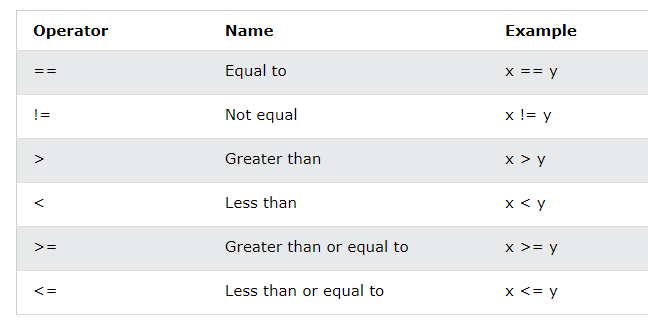 Operator Name Example
== Equal to x == y
!= Not equal x != y
> Greater than x > y
< Less than x < y
>= Greater than or equal to x >= y
<= Less than or equal to x <= y